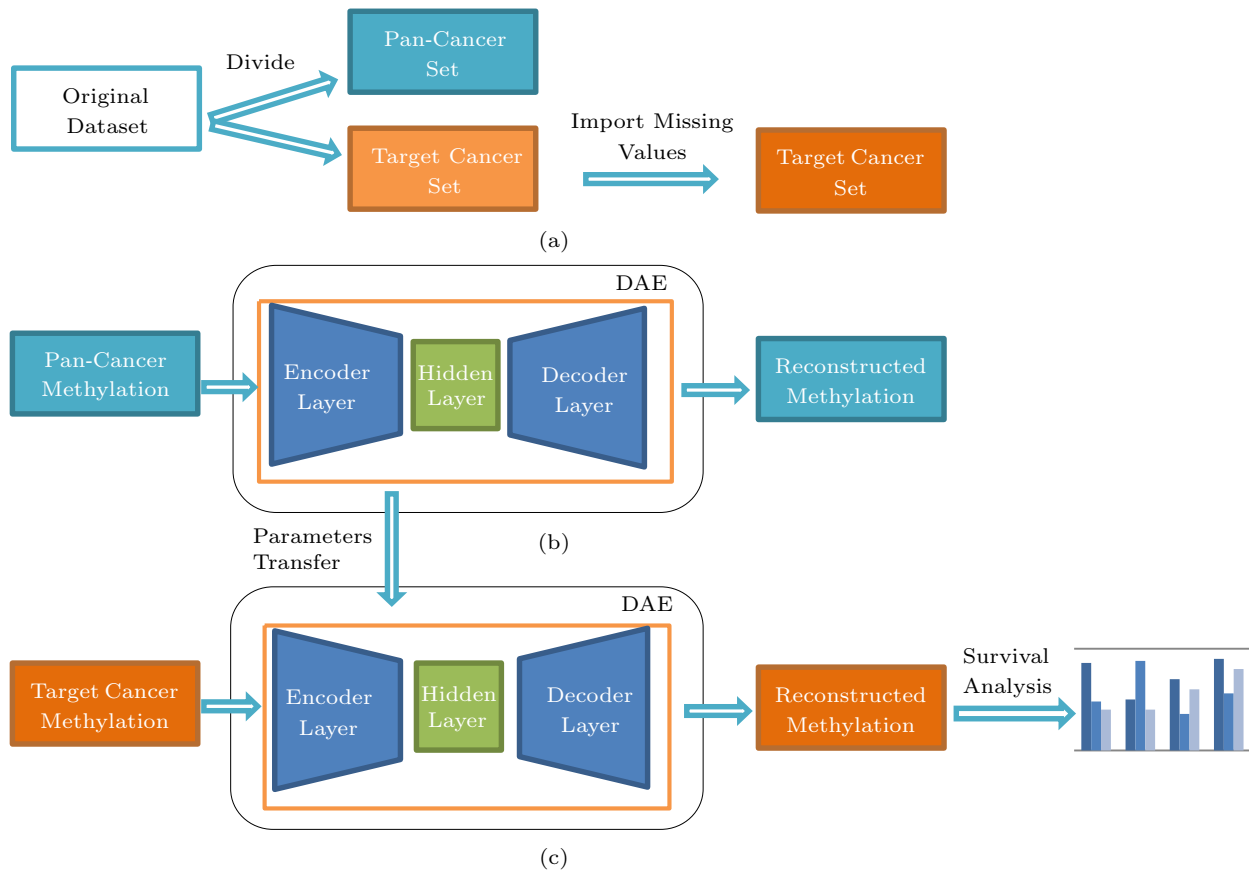 Original
Dataset
Divide
Pan-Cancer
Set
Target Cancer
Set
Import Missing
Values
Target Cancer
Set
(a)
DAE
Pan-Cancer
Methylation
Encoder
Layer
Hidden
Layer
Decoder
Layer
Reconstructed
Methylation
(b)
Parameters
Transfer
DAE
Target Cancer
Methylation
Encoder
Layer
Hidden
Layer
Decoder
Layer
Reconstructed
Methylation
Survival
Analysis
(c)